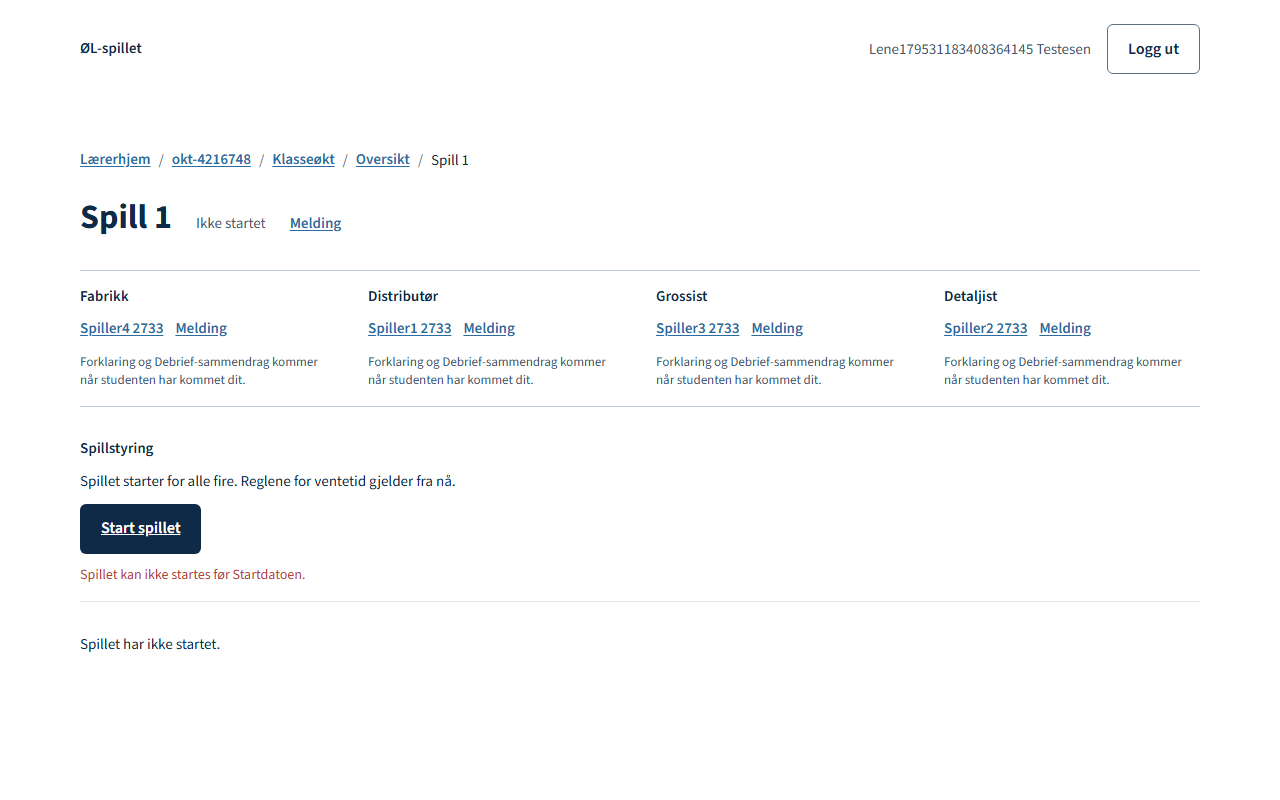 ØL-spillet
Lene179531183408364145 Testesen
Logg ut
Lærerhjem / okt-4216748 / Klasseøkt / Oversikt / Spill 1
Spill 1 Ikke startet Melding
Fabrikk
Spiller4 2733 Melding
Forklaring og Debrief-sammendrag kommer
når studenten har kommet dit.
Distributør
Spiller1 2733 Melding
Forklaring og Debrief-sammendrag kommer
når studenten har kommet dit.
Grossist
Spiller3 2733 Melding
Forklaring og Debrief-sammendrag kommer
når studenten har kommet dit.
Detaljist
Spiller2 2733 Melding
Forklaring og Debrief-sammendrag kommer
når studenten har kommet dit.
Spillstyring
Spillet starter for alle fire. Reglene for ventetid gjelder fra nå.
Start spillet
Spillet kan ikke startes før Startdatoen.
Spillet har ikke startet.